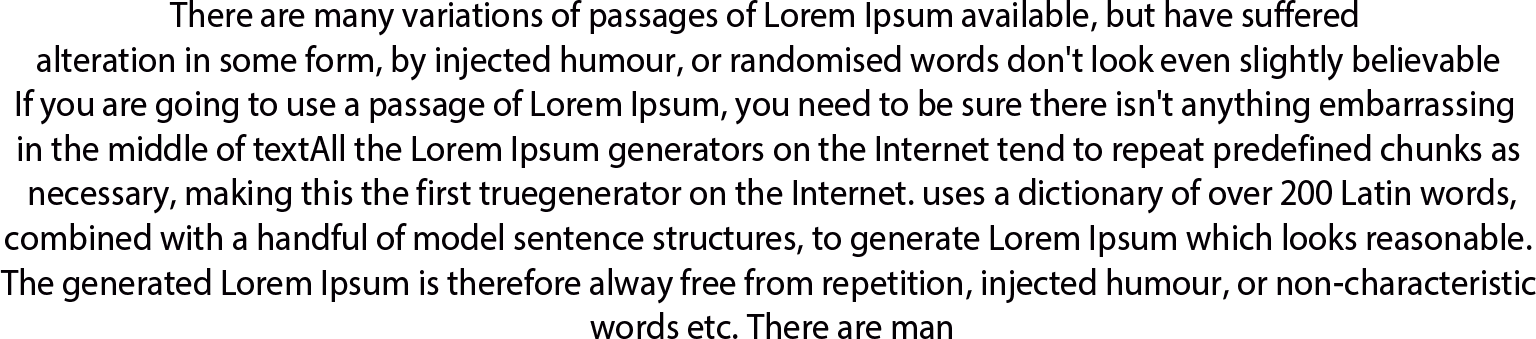 There are many variations of passages of Lorem Ipsum available, but have suffered
alteration in some form, by injected humour, or randomised words don't look even slightly believable
If you are going to use a passage of Lorem Ipsum, you need to be sure there isn't anything embarrassing
in the middle of textAll the Lorem Ipsum generators on the Internet tend to repeat predefined chunks as
necessary, making this the first truegenerator on the Internet. uses a dictionary of over 200 Latin words,
combined with a handful of model sentence structures, to generate Lorem Ipsum which looks reasonable.
The generated Lorem Ipsum is therefore alway free from repetition, injected humour, or non-characteristic
words etc. There are man